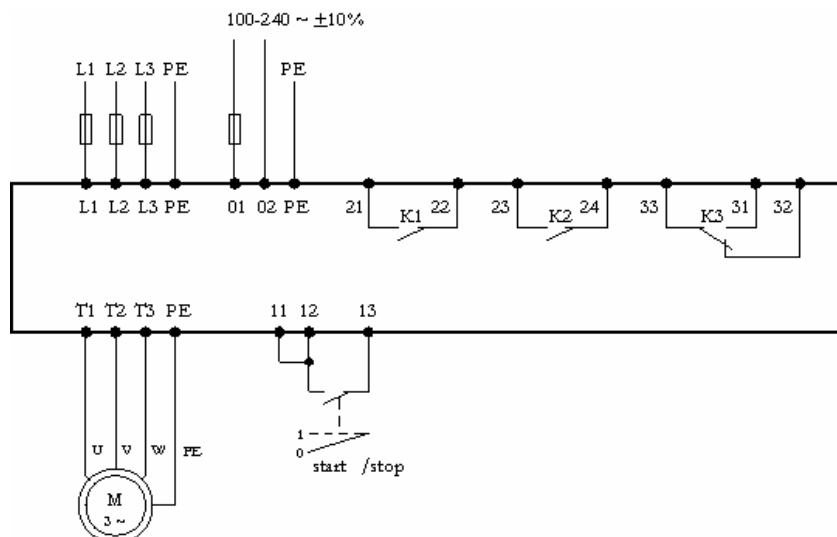 100-240 ~ ±10%
L1 L2 L3 PE PE
L1 L2 L3 PE 01 02 PE 21 K1 22 23 K2 24 33 K3 31 32
T1 T2 T3 PE 11 12 13
U V W PE
1
0
start /stop
M
3 ~